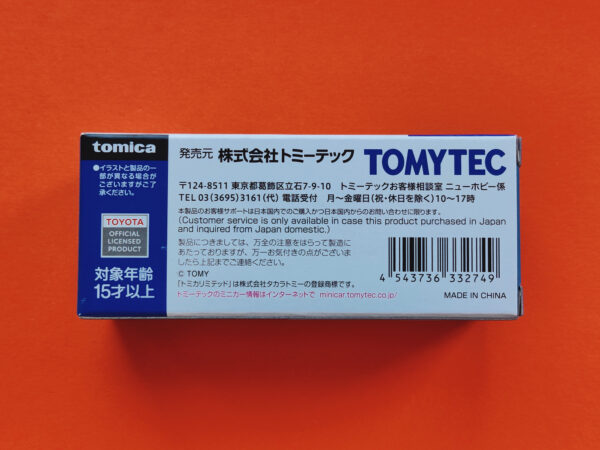 tomica
●イラストと製品の一
部が異なる場合が
ございますがご了
承ください。
TOYOTA
OFFICIAL
LICENSED
PRODUCT
対象年齢
15才以上
発売元 株式会社トミーテック TOMYTEC
〒124-8511 東京都葛飾区立石7-9-10 トミーテックお客様相談室 ニューホビー係
TEL 03(3695)3161(代) 電話受付 月〜金曜日(祝・休日を除く)10〜17時
本製品のお客様サポートは日本国内でのご購入かつ日本国内からのお問い合わせに限ります。
(Customer service is only available in case this product purchased in Japan
and inquired from Japan domestic.)
製品につきましては、万全の注意をはらって製造に
あたっておりますが、万一お気付きの点がございま
したら上記までご連絡ください。
© TOMY
「トミカリミテッド」は株式会社タカラトミーの登録商標です。
トミーテックのミニカー情報はインターネットで minicar.tomytec.co.jp/
4 543736 332749
MADE IN CHINA